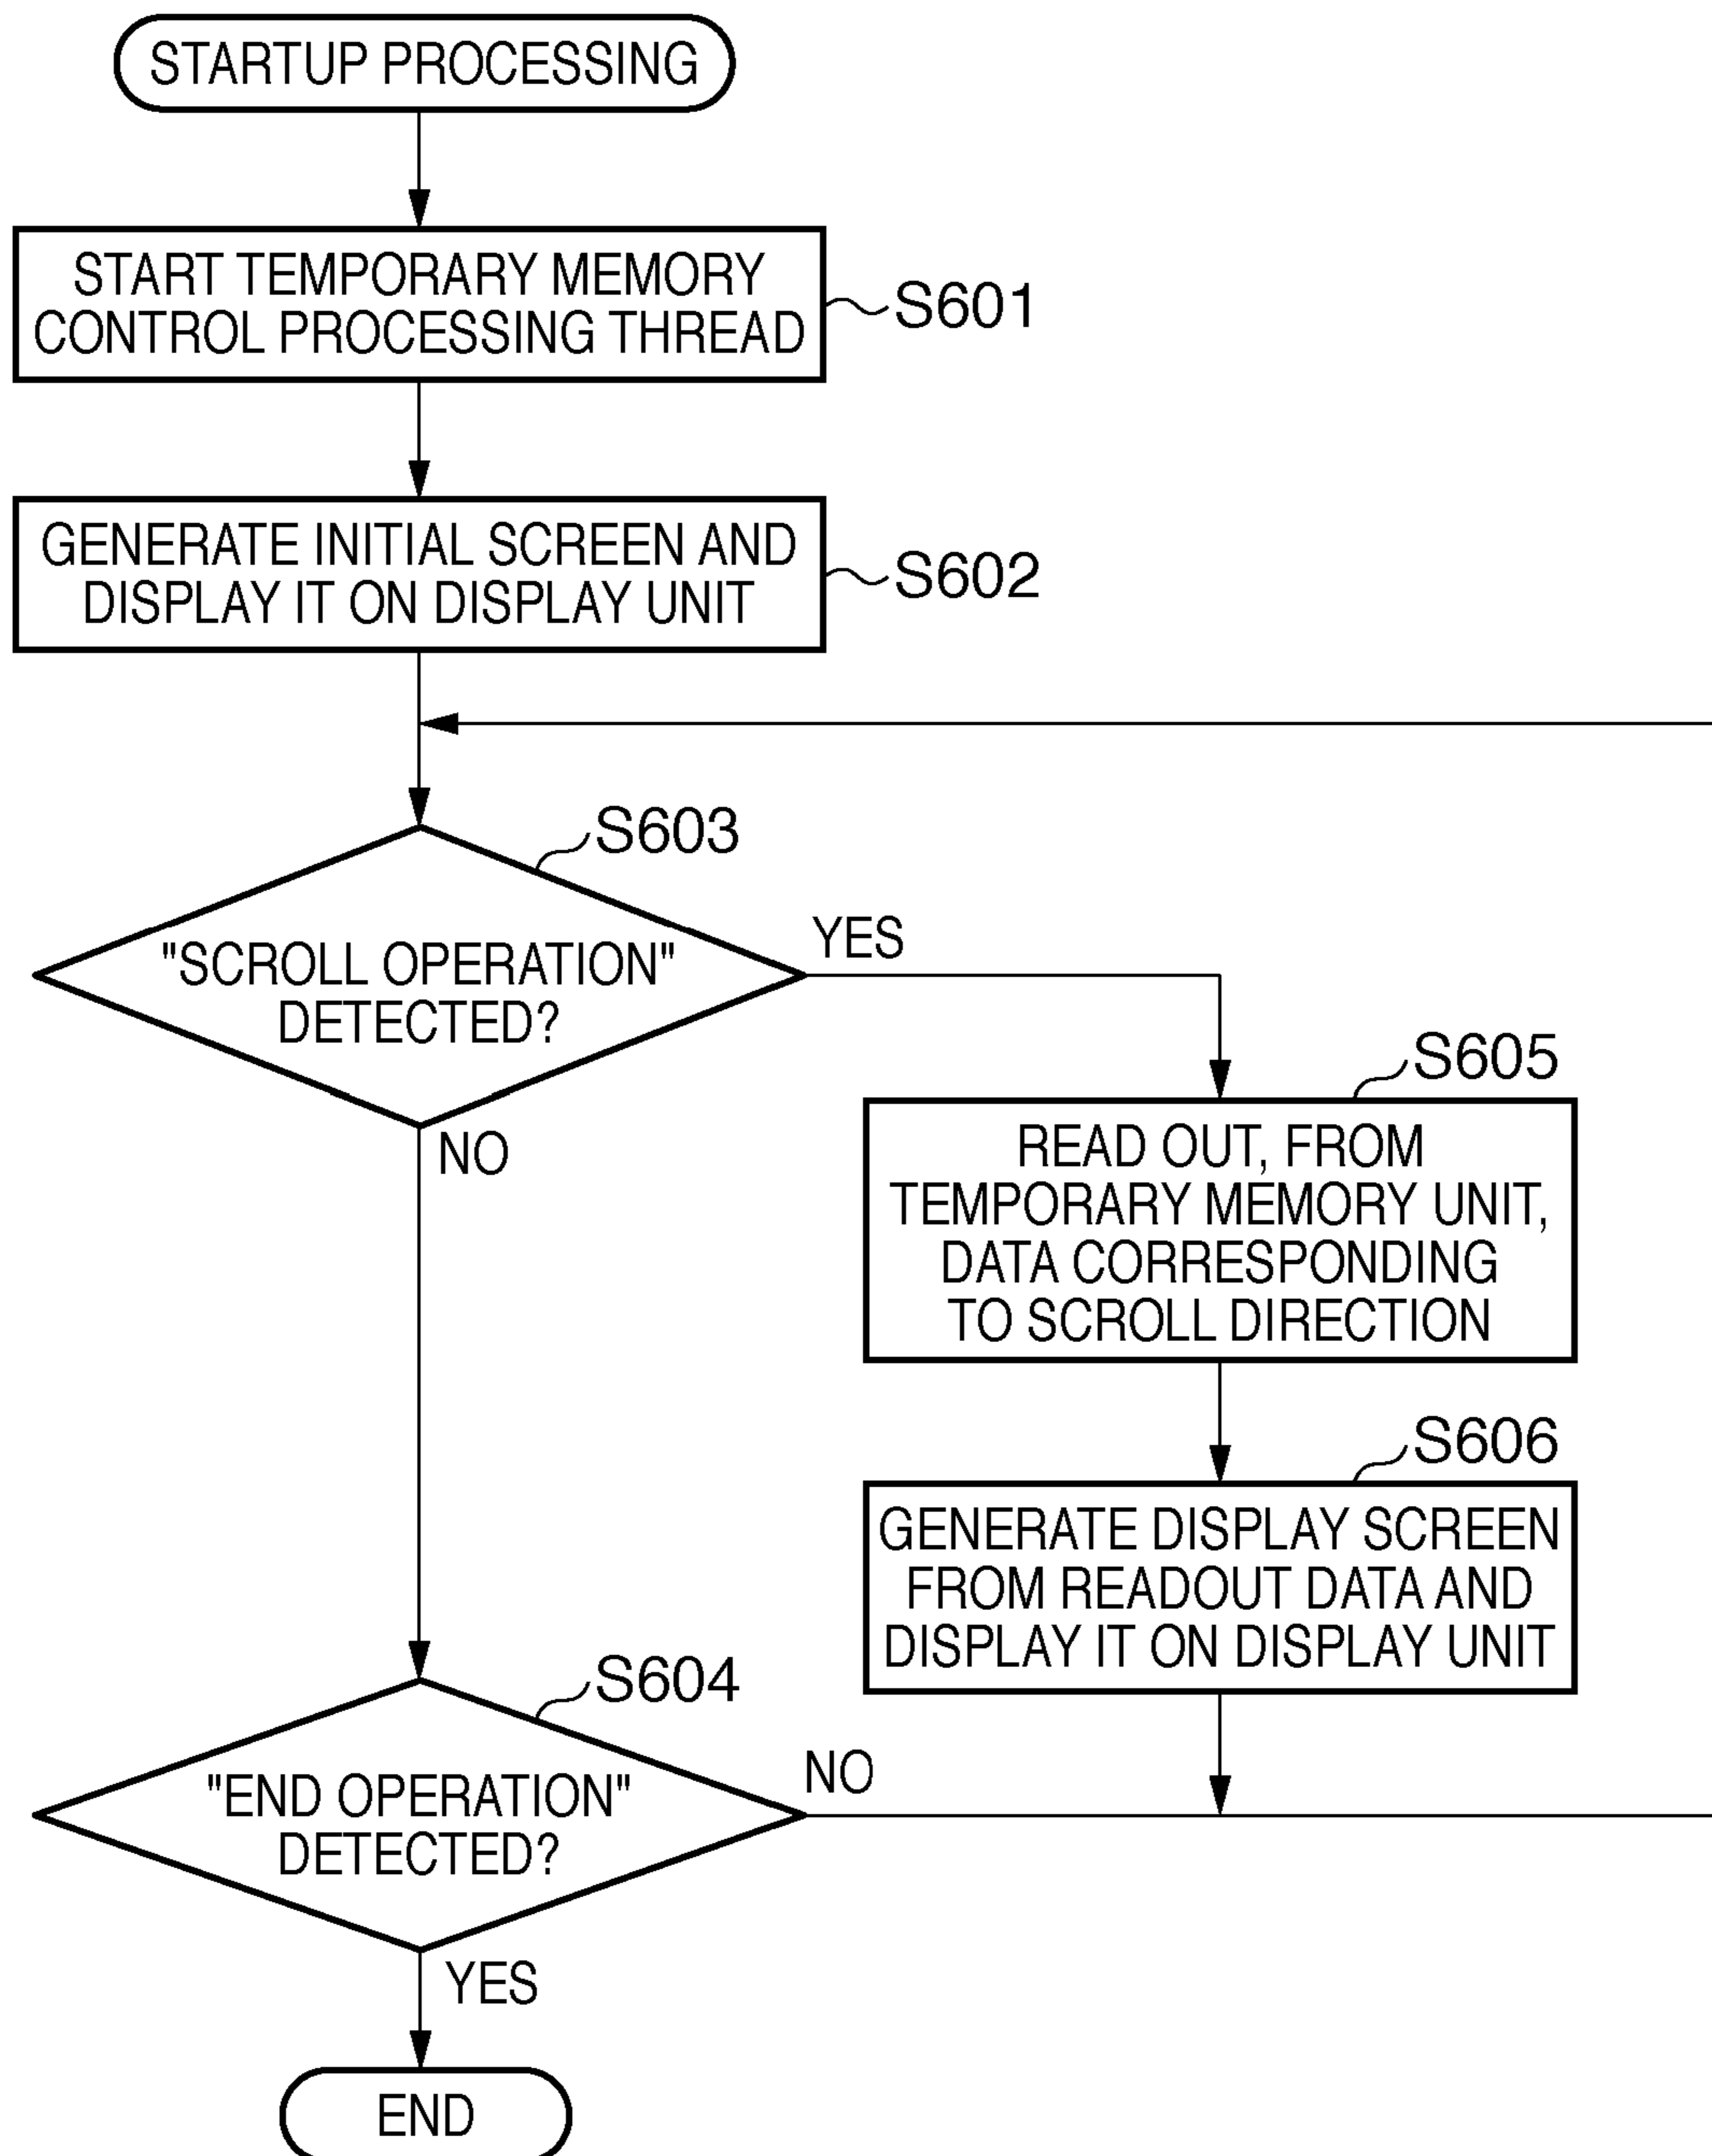 STARTUP PROCESSING
START TEMPORARY MEMORY
CONTROL PROCESSING THREAD
S601
GENERATE INITIAL SCREEN AND
DISPLAY IT ON DISPLAY UNIT
S602
S603
"SCROLL OPERATION"
DETECTED?
YES
NO
S605
READ OUT, FROM
TEMPORARY MEMORY UNIT,
DATA CORRESPONDING
TO SCROLL DIRECTION
S606
GENERATE DISPLAY SCREEN
FROM READOUT DATA AND
DISPLAY IT ON DISPLAY UNIT
S604
"END OPERATION"
DETECTED?
NO
YES
END